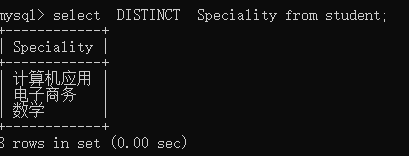 mysql> select  DISTINCT  Speciality from student;
+------------+
| Speciality |
+------------+
| 计算机应用
| 电子商务
| 数学
+------------+
3 rows in set (0.00 sec)